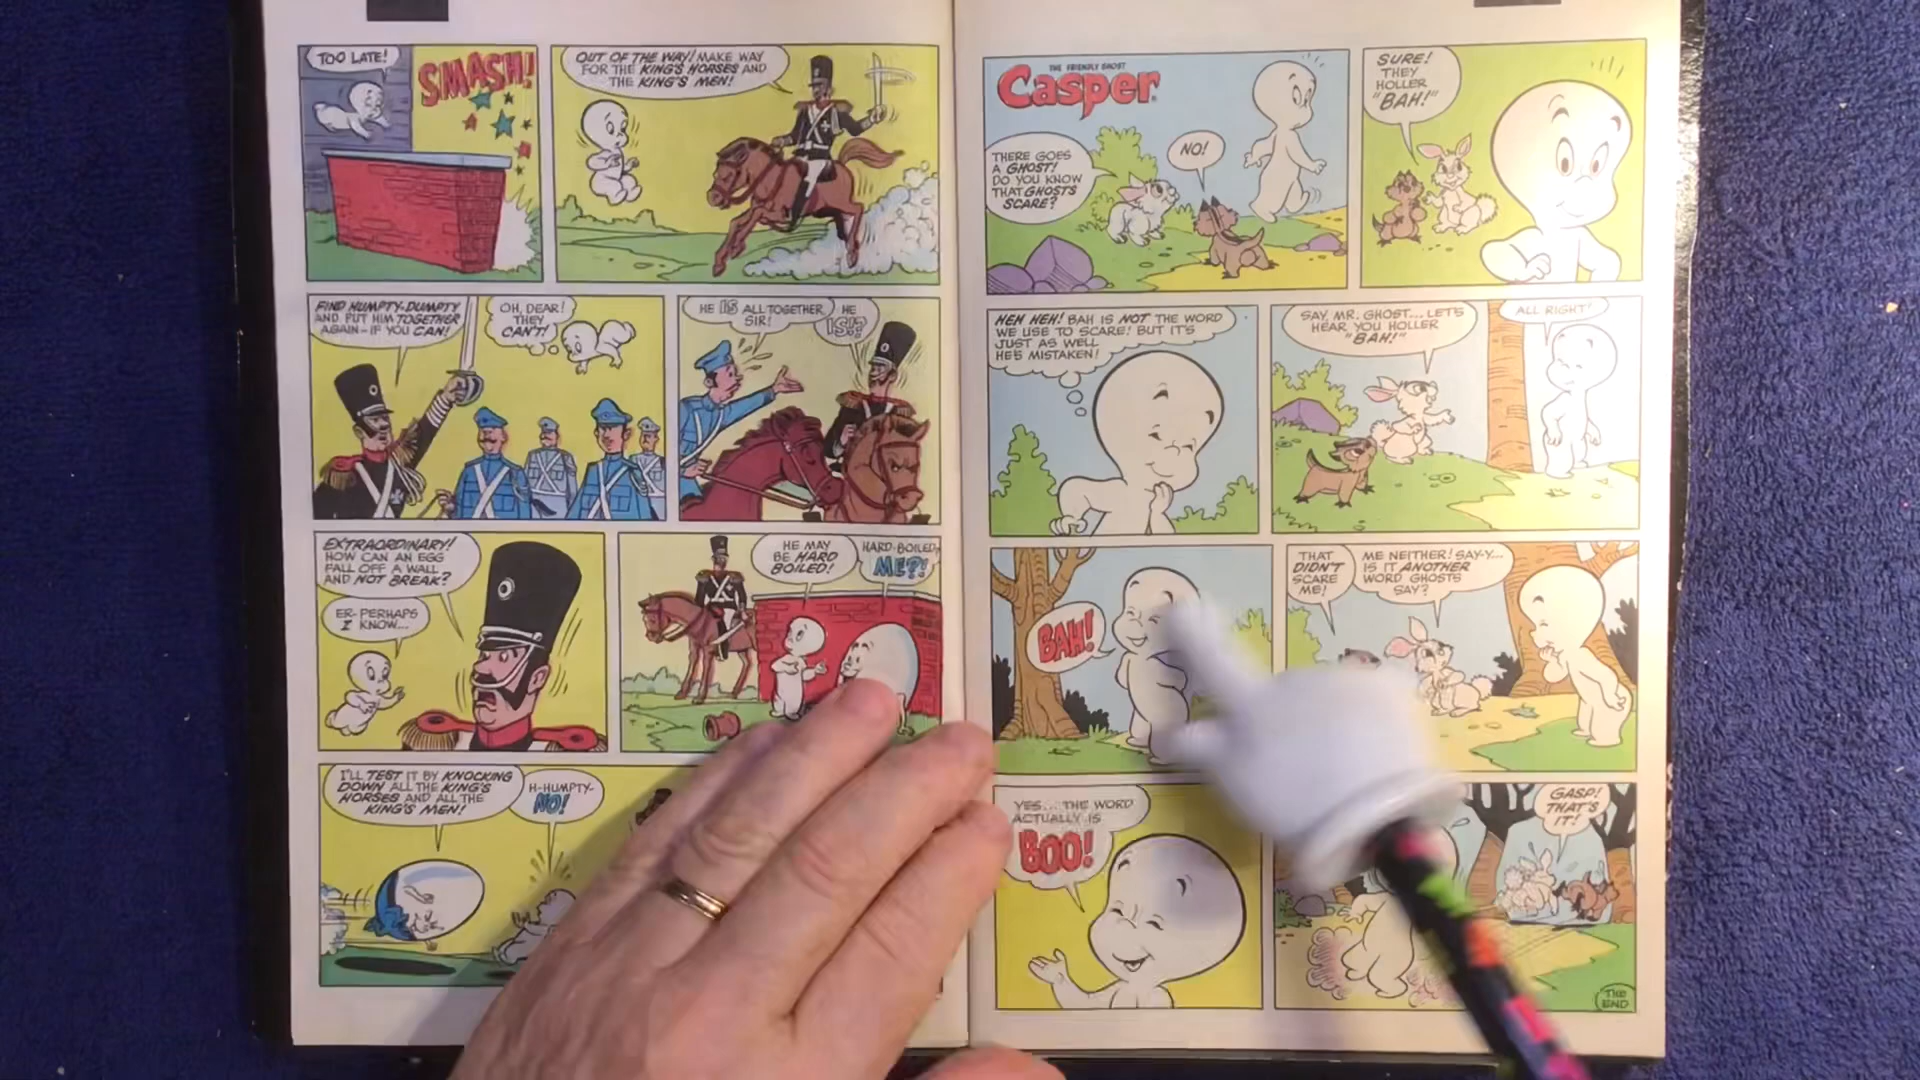 TOO LATE!
SMASH!
OUT OF THE WAY! MAKE WAY
FOR THE KING'S HORSES AND
THE KING'S MEN!
FIND HUMPTY-DUMPTY
AND PUT HIM TOGETHER
AGAIN-IF YOU CAN!
OH, DEAR!
THEY
CAN'T!
HE IS ALL TOGETHER
SIR!
HE
IS!?
EXTRAORDINARY!
HOW CAN AN EGG
FALL OFF A WALL
AND NOT BREAK?
ER-PERHAPS
I KNOW...
HE MAY
BE HARD
BOILED!
HARD-BOILED,
ME?!
I'LL TEST IT BY KNOCKING
DOWN ALL THE KING'S
HORSES AND ALL THE
KING'S MEN!
H-HUMPTY-
NO!
THE FRIENDLY GHOST
Casper
THERE GOES
A GHOST!
DO YOU KNOW
THAT GHOSTS
SCARE?
NO!
SURE!
THEY
HOLLER
"BAH!"
HEH HEH! BAH IS NOT THE WORD
WE USE TO SCARE! BUT IT'S
JUST AS WELL
HE'S MISTAKEN!
SAY, MR. GHOST... LET'S
HEAR YOU HOLLER
"BAH!"
ALL RIGHT!
BAH!
THAT
DIDN'T
SCARE
ME!
ME NEITHER! SAY-Y...
IS IT ANOTHER
WORD GHOSTS
SAY?
YES... THE WORD
ACTUALLY IS
BOO!
GASP!
THAT'S
IT!
THE
END